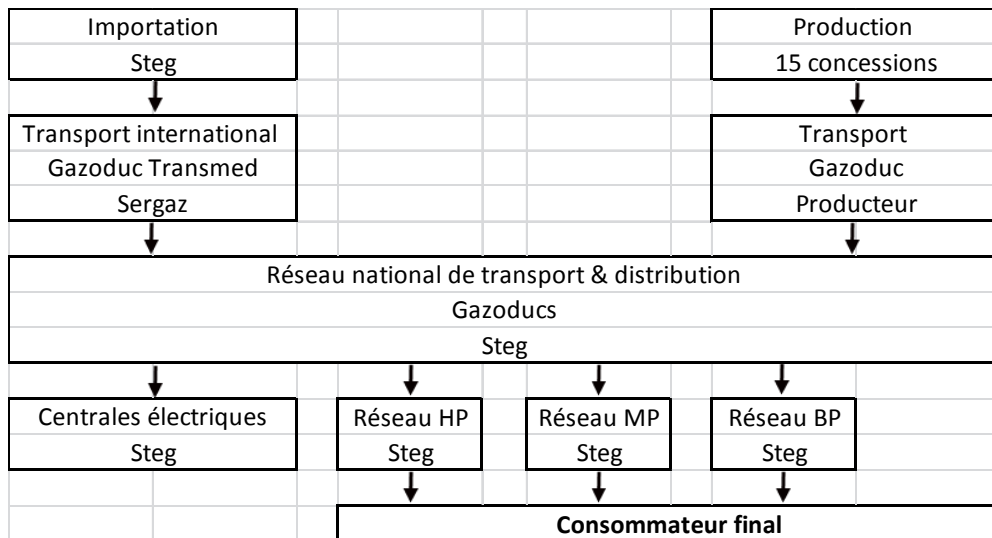 Importation
Steg
Production
15 concessions
Transport international
Gazoduc Transmed
Sergaz
Transport
Gazoduc
Producteur
Réseau national de transport & distribution
Gazoducs
Steg
Centrales électriques
Steg
Réseau HP
Steg
Réseau MP
Steg
Réseau BP
Steg
Consommateur final